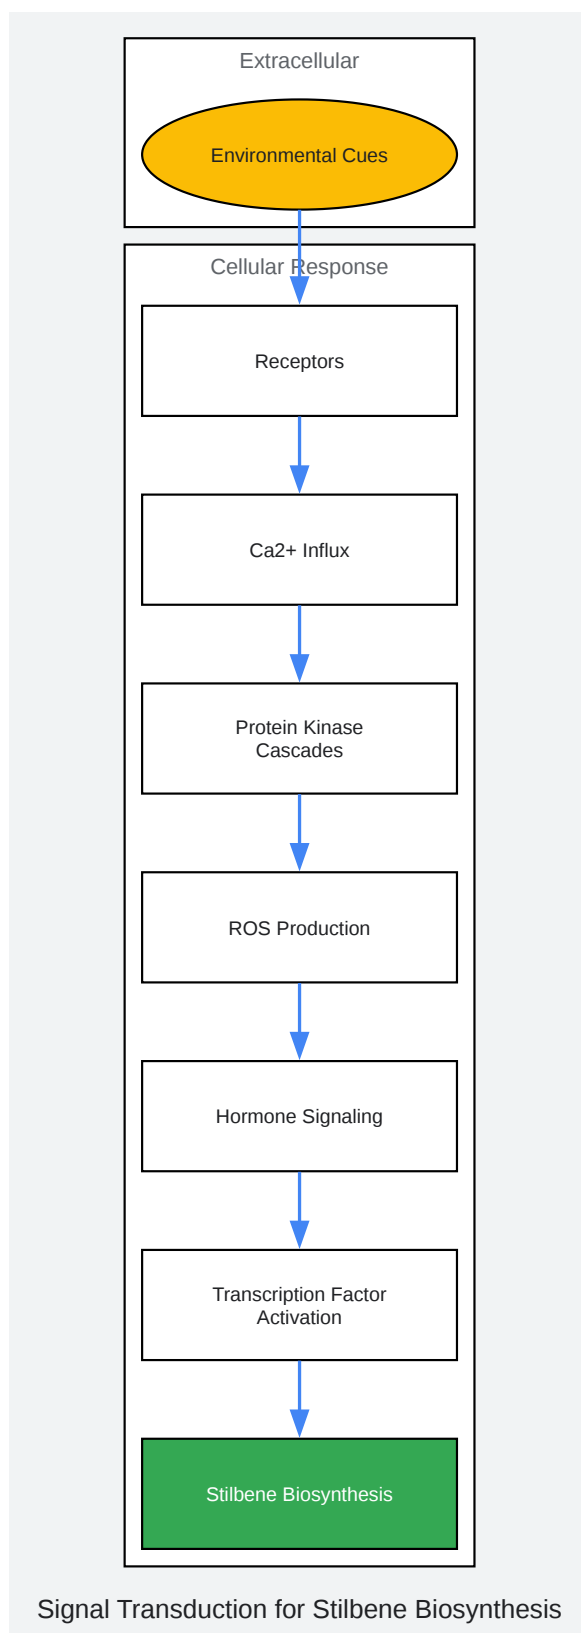 Extracellular
Environmental Cues
Cellular Response
Receptors
Ca2+ Influx
Protein Kinase
Cascades
ROS Production
Hormone Signaling
Transcription Factor
Activation
Stilbene Biosynthesis
Signal Transduction for Stilbene Biosynthesis